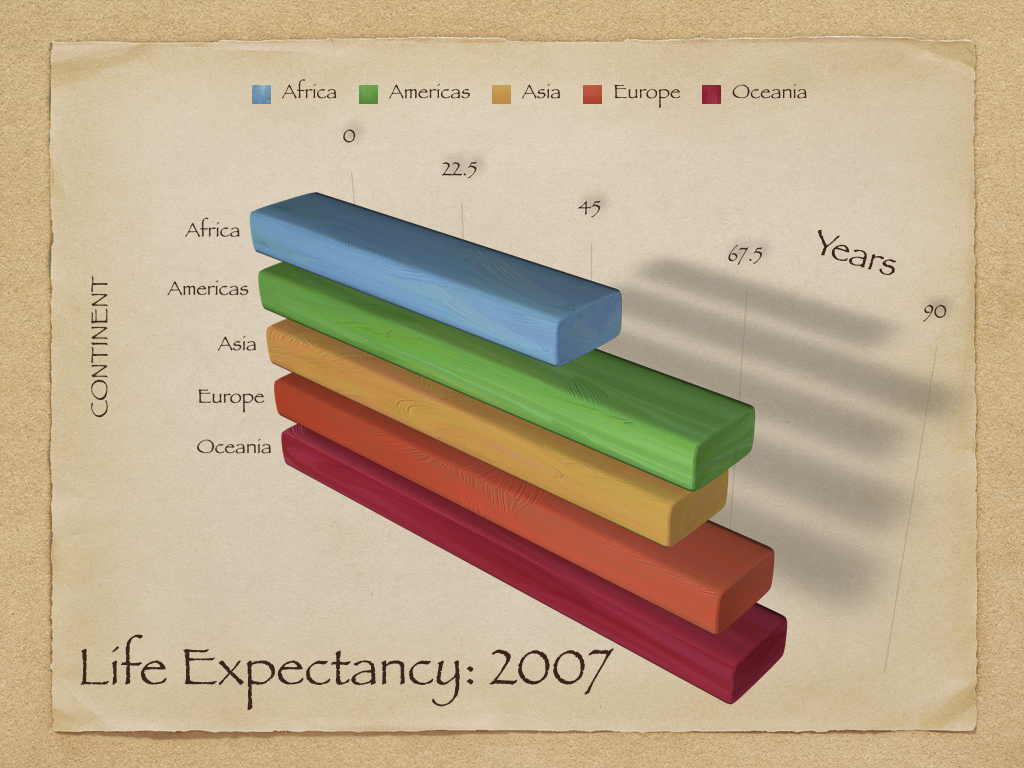 Africa Americas Asia Europe Oceania
0
22.5
45
67.5
90
Years
Africa
Americas
Asia
Europe
Oceania
CONTINENT
Life Expectancy: 2007